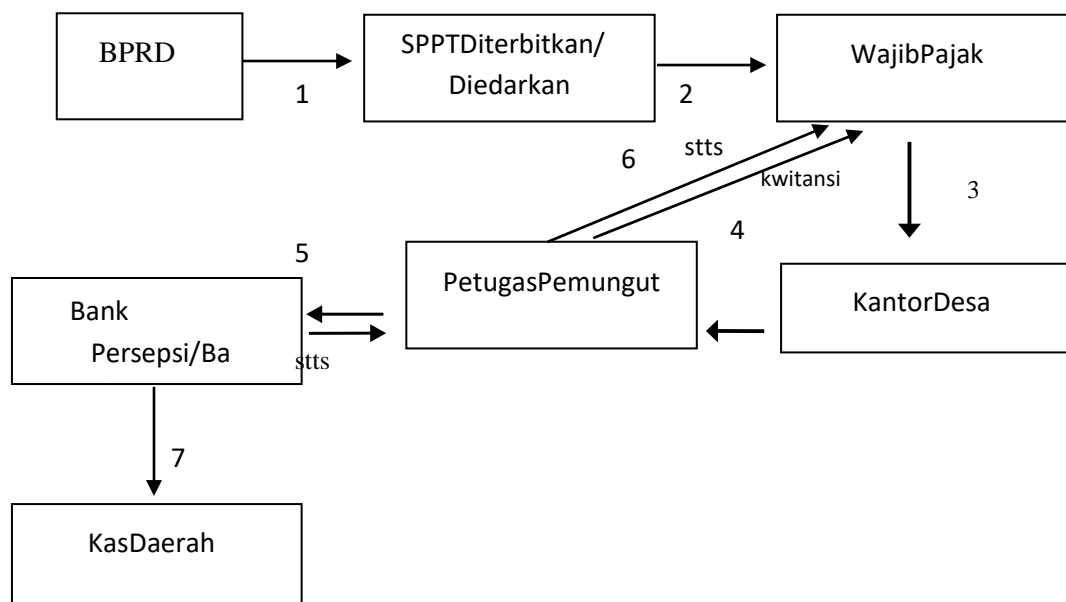 BPRD
1
SPPTDiterbitkan/
Diedarkan
2
WajibPajak
6
stts
kwitansi
3
4
5
PetugasPemungut
KantorDesa
Bank
Persepsi/Ba
stts
7
KasDaerah